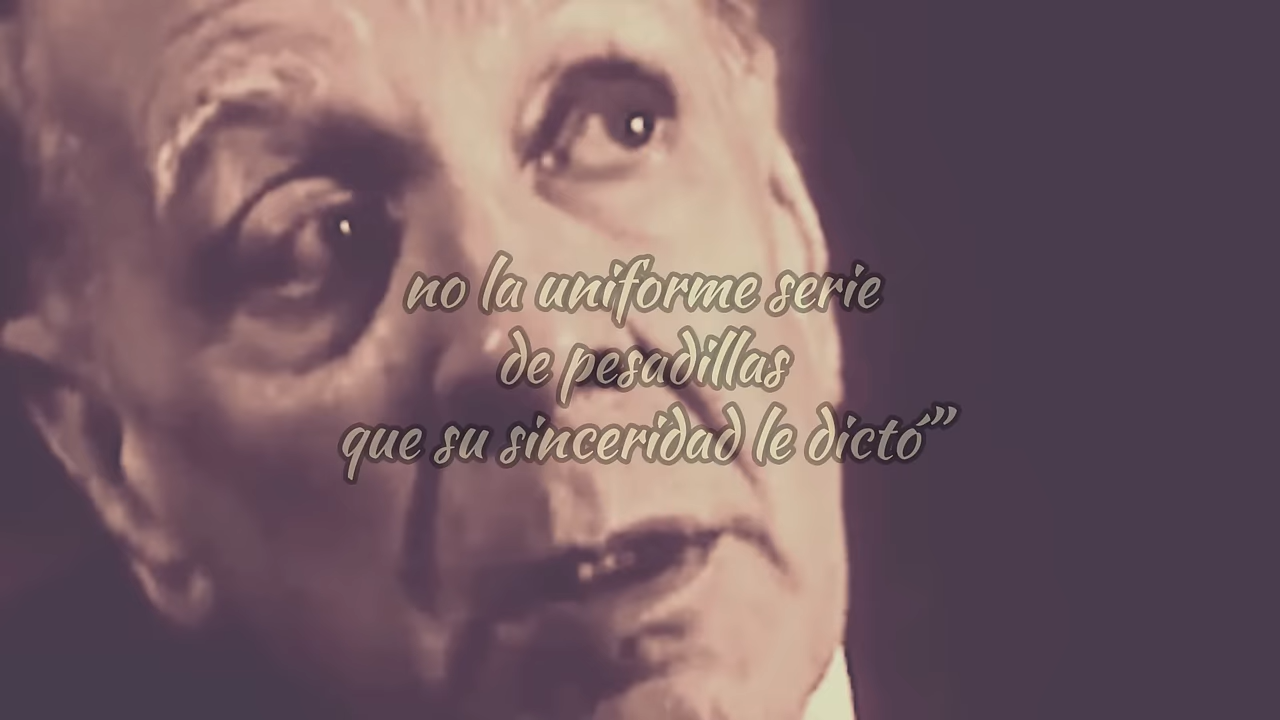 no la uniforme serie
de pesadillas
que su sinceridad le dictó”